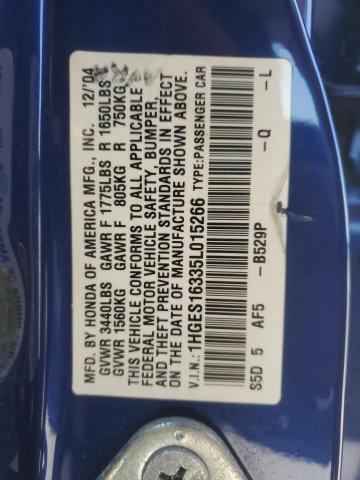 MFD. BY HONDA OF AMERICA MFG., INC. 12/'04
GVWR 3440LBS GAWR F 1775LBS R 1650LBS
GVWR 1560KG GAWR F 805KG R 750KG
THIS VEHICLE CONFORMS TO ALL APPLICABLE
FEDERAL MOTOR VEHICLE SAFETY, BUMPER,
AND THEFT PREVENTION STANDARDS IN EFFECT
ON THE DATE OF MANUFACTURE SHOWN ABOVE.
V.I.N.: 1HGES16335L015266 TYPE:PASSENGER CAR
S5D 5 AF5 -B529P -Q -L